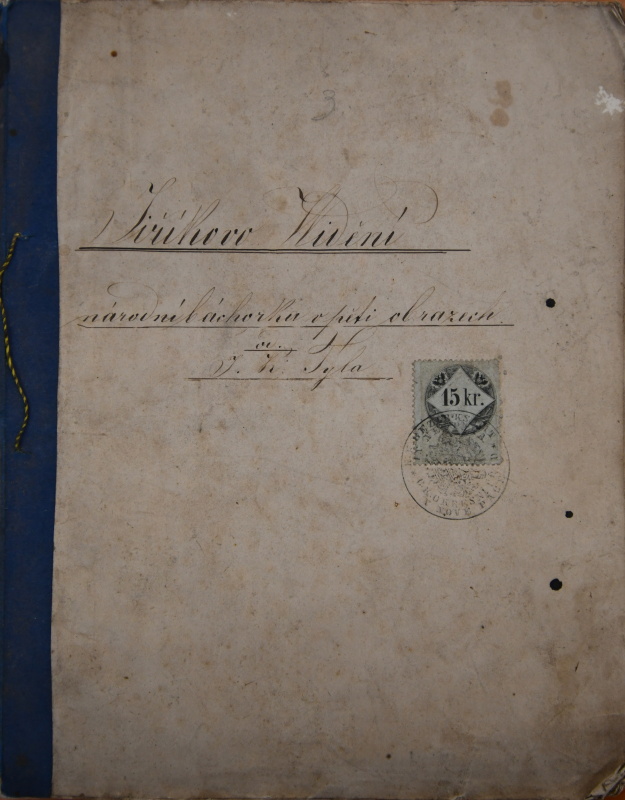 3
Jiříkovo Vidění
národní báchorka o pěti obrazech
od
J. K. Tyla
15 kr.